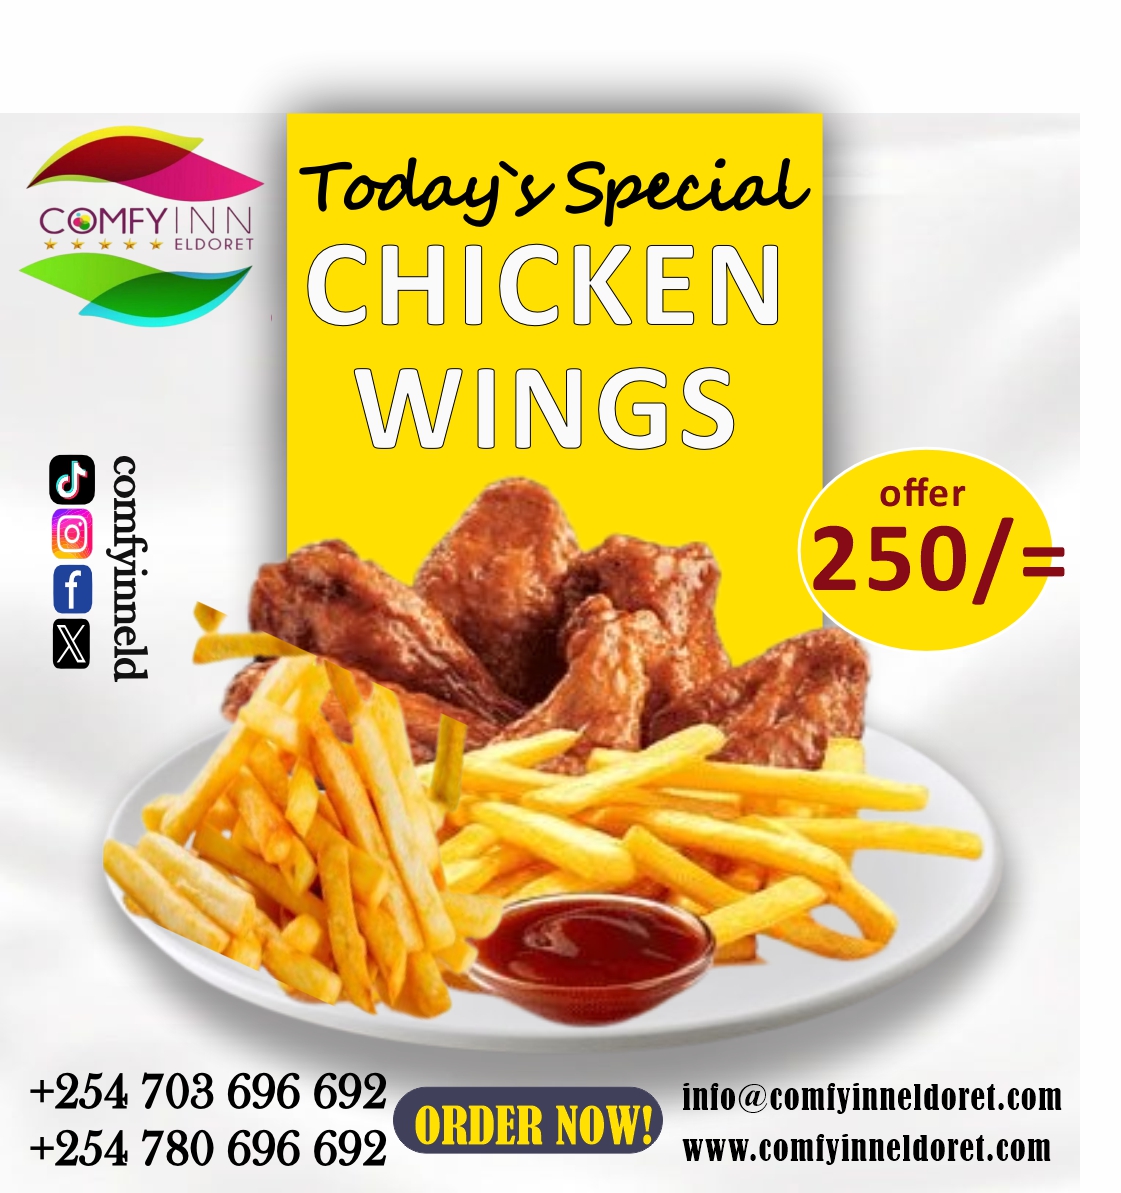 Today`s Special
CHICKEN
WINGS
COMFYINN
ELDORET
offer
250/=
comfyinneld
+254 703 696 692
+254 780 696 692
ORDER NOW!
info@comfyinneldoret.com
www.comfyinneldoret.com